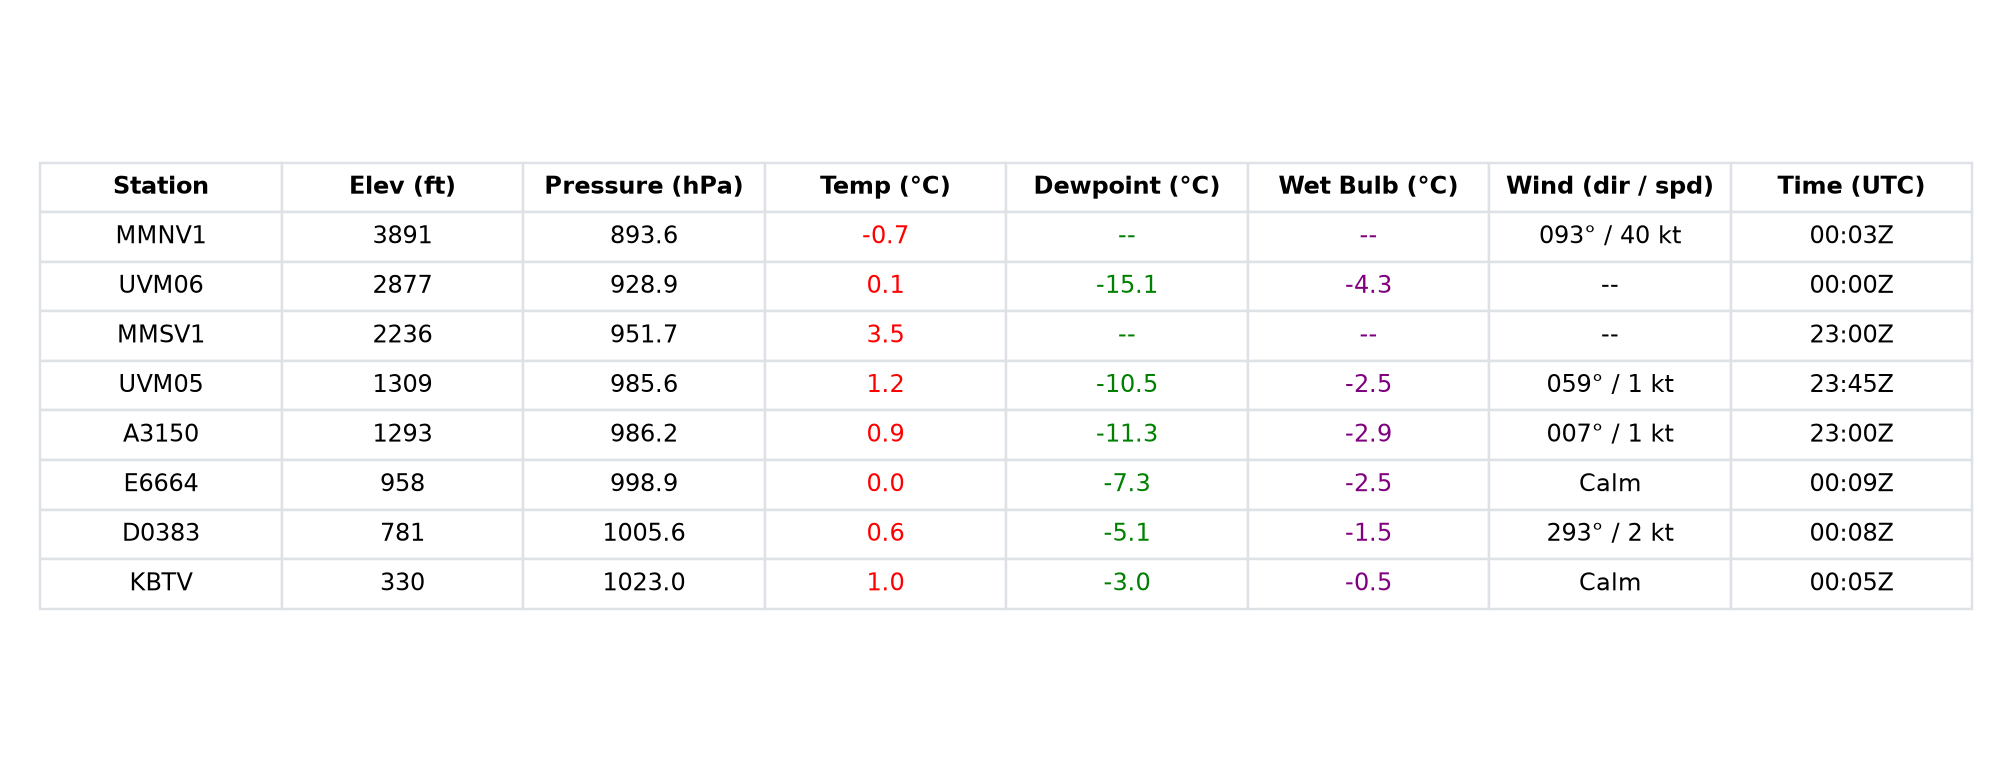 Station Elev (ft) Pressure (hPa) Temp (°C) Dewpoint (°C) Wet Bulb (°C) Wind (dir / spd) Time (UTC)
MMNV1 3891 893.6 -0.7 -- -- 093° / 40 kt 00:03Z
UVM06 2877 928.9 0.1 -15.1 -4.3 -- 00:00Z
MMSV1 2236 951.7 3.5 -- -- -- 23:00Z
UVM05 1309 985.6 1.2 -10.5 -2.5 059° / 1 kt 23:45Z
A3150 1293 986.2 0.9 -11.3 -2.9 007° / 1 kt 23:00Z
E6664 958 998.9 0.0 -7.3 -2.5 Calm 00:09Z
D0383 781 1005.6 0.6 -5.1 -1.5 293° / 2 kt 00:08Z
KBTV 330 1023.0 1.0 -3.0 -0.5 Calm 00:05Z